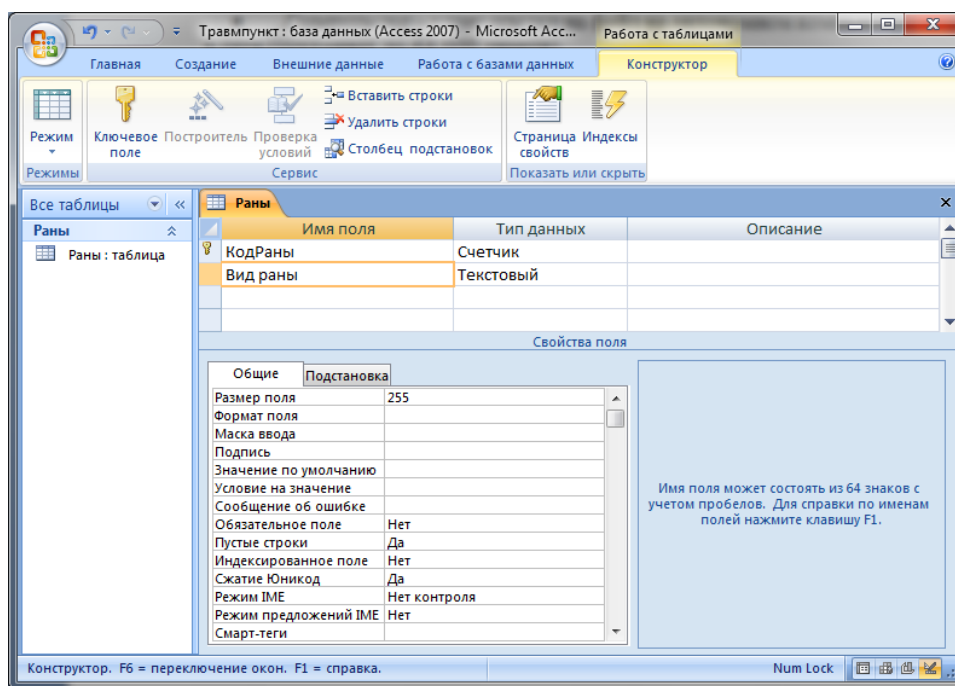 Травмпункт : база данных (Access 2007) - Microsoft Acc...
Работа с таблицами
Главная Создание Внешние данные Работа с базами данных Конструктор
Режим
Ключевое поле
Построитель
Проверка условий
Вставить строки
Удалить строки
Столбец подстановок
Страница свойств
Индексы
Режимы Сервис Показать или скрыть
Все таблицы
Раны
Раны : таблица
Раны
Имя поля Тип данных Описание
КодРаны Счетчик
Вид раны Текстовый
Свойства поля
Общие Подстановка
Размер поля 255
Формат поля
Маска ввода
Подпись
Значение по умолчанию
Условие на значение
Сообщение об ошибке
Обязательное поле Нет
Пустые строки Да
Индексированное поле Нет
Сжатие Юникод Да
Режим IME Нет контроля
Режим предложений IME Нет
Смарт-теги
Имя поля может состоять из 64 знаков с
учетом пробелов. Для справки по именам
полей нажмите клавишу F1.
Конструктор. F6 = переключение окон. F1 = справка. Num Lock